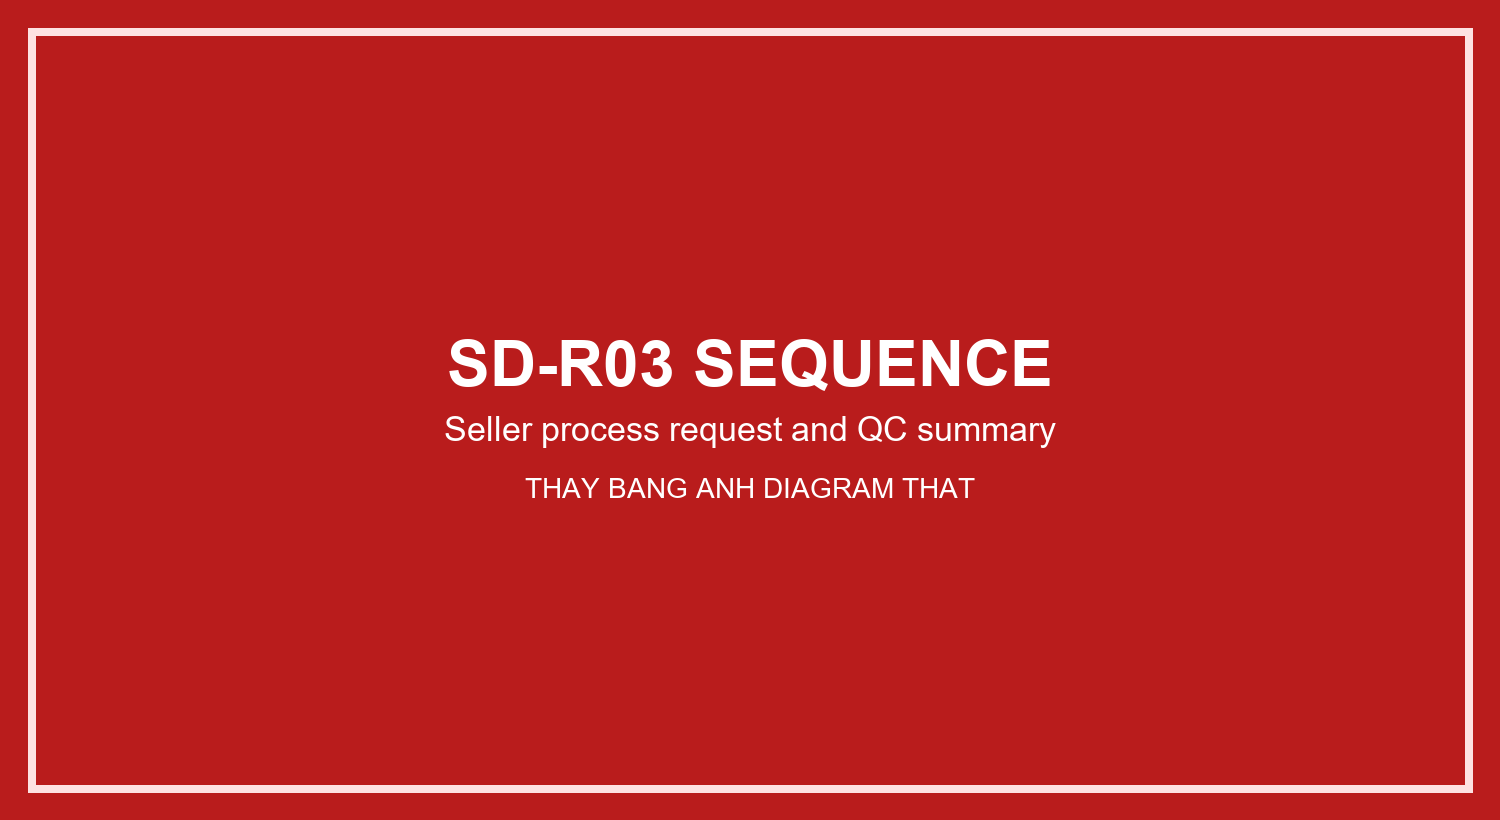 SD-R03 SEQUENCE
Seller process request and QC summary
THAY BANG ANH DIAGRAM THAT